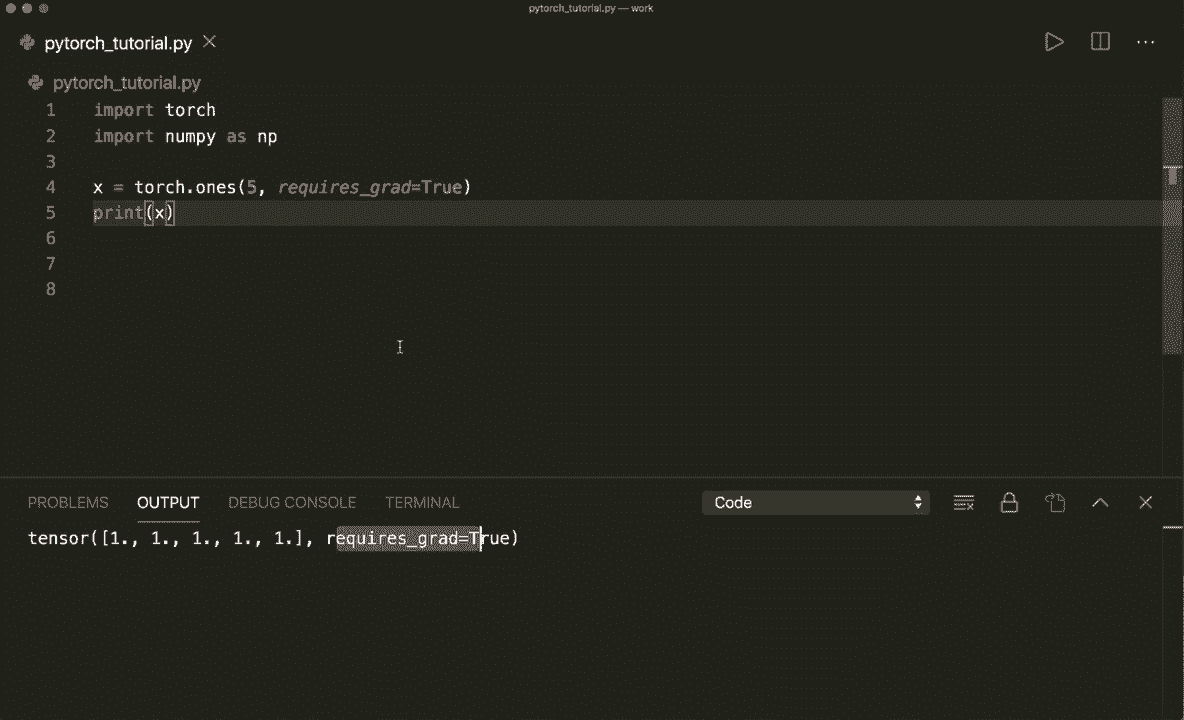 pytorch_tutorial.py — work
pytorch_tutorial.py
pytorch_tutorial.py
1 import torch
2 import numpy as np
3
4 x = torch.ones(5, requires_grad=True)
5 print(x)
6
7
8
PROBLEMS OUTPUT DEBUG CONSOLE TERMINAL Code
tensor([1., 1., 1., 1., 1.], requires_grad=True)